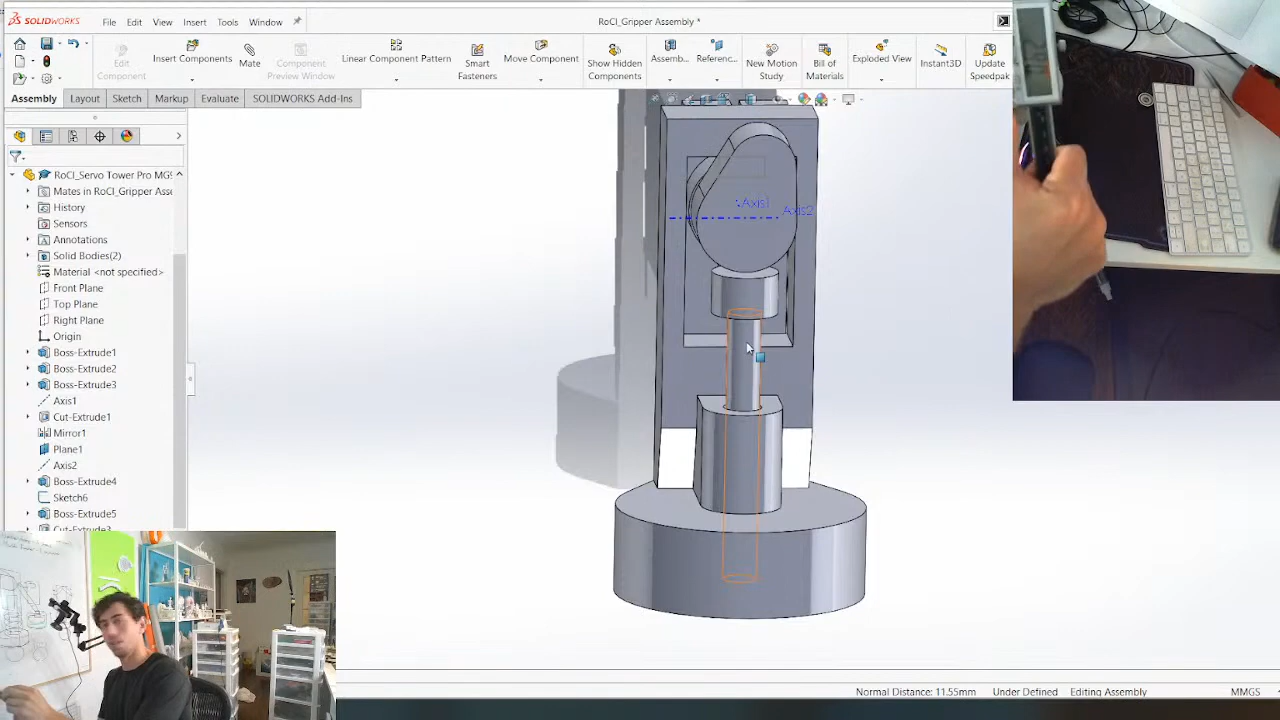 SOLIDWORKS
File Edit View Insert Tools Window
RoCI_Gripper Assembly *
Edit Component
Insert Components
Mate
Component Preview Window
Linear Component Pattern
Smart Fasteners
Move Component
Show Hidden Components
Assemb...
Referenc...
New Motion Study
Bill of Materials
Exploded View
Instant3D
Update Speedpak
Assembly Layout Sketch Markup Evaluate SOLIDWORKS Add-Ins
RoCI_Servo Tower Pro MG9
Mates in RoCI_Gripper Ass
History
Sensors
Annotations
Solid Bodies(2)
Material <not specified>
Front Plane
Top Plane
Right Plane
Origin
Boss-Extrude1
Boss-Extrude2
Boss-Extrude3
Axis1
Cut-Extrude1
Mirror1
Plane1
Axis2
Boss-Extrude4
Sketch6
Boss-Extrude5
Cut-Extrude3
Axis1
Axis2
Normal Distance: 11.55mm Under Defined Editing Assembly MMGS